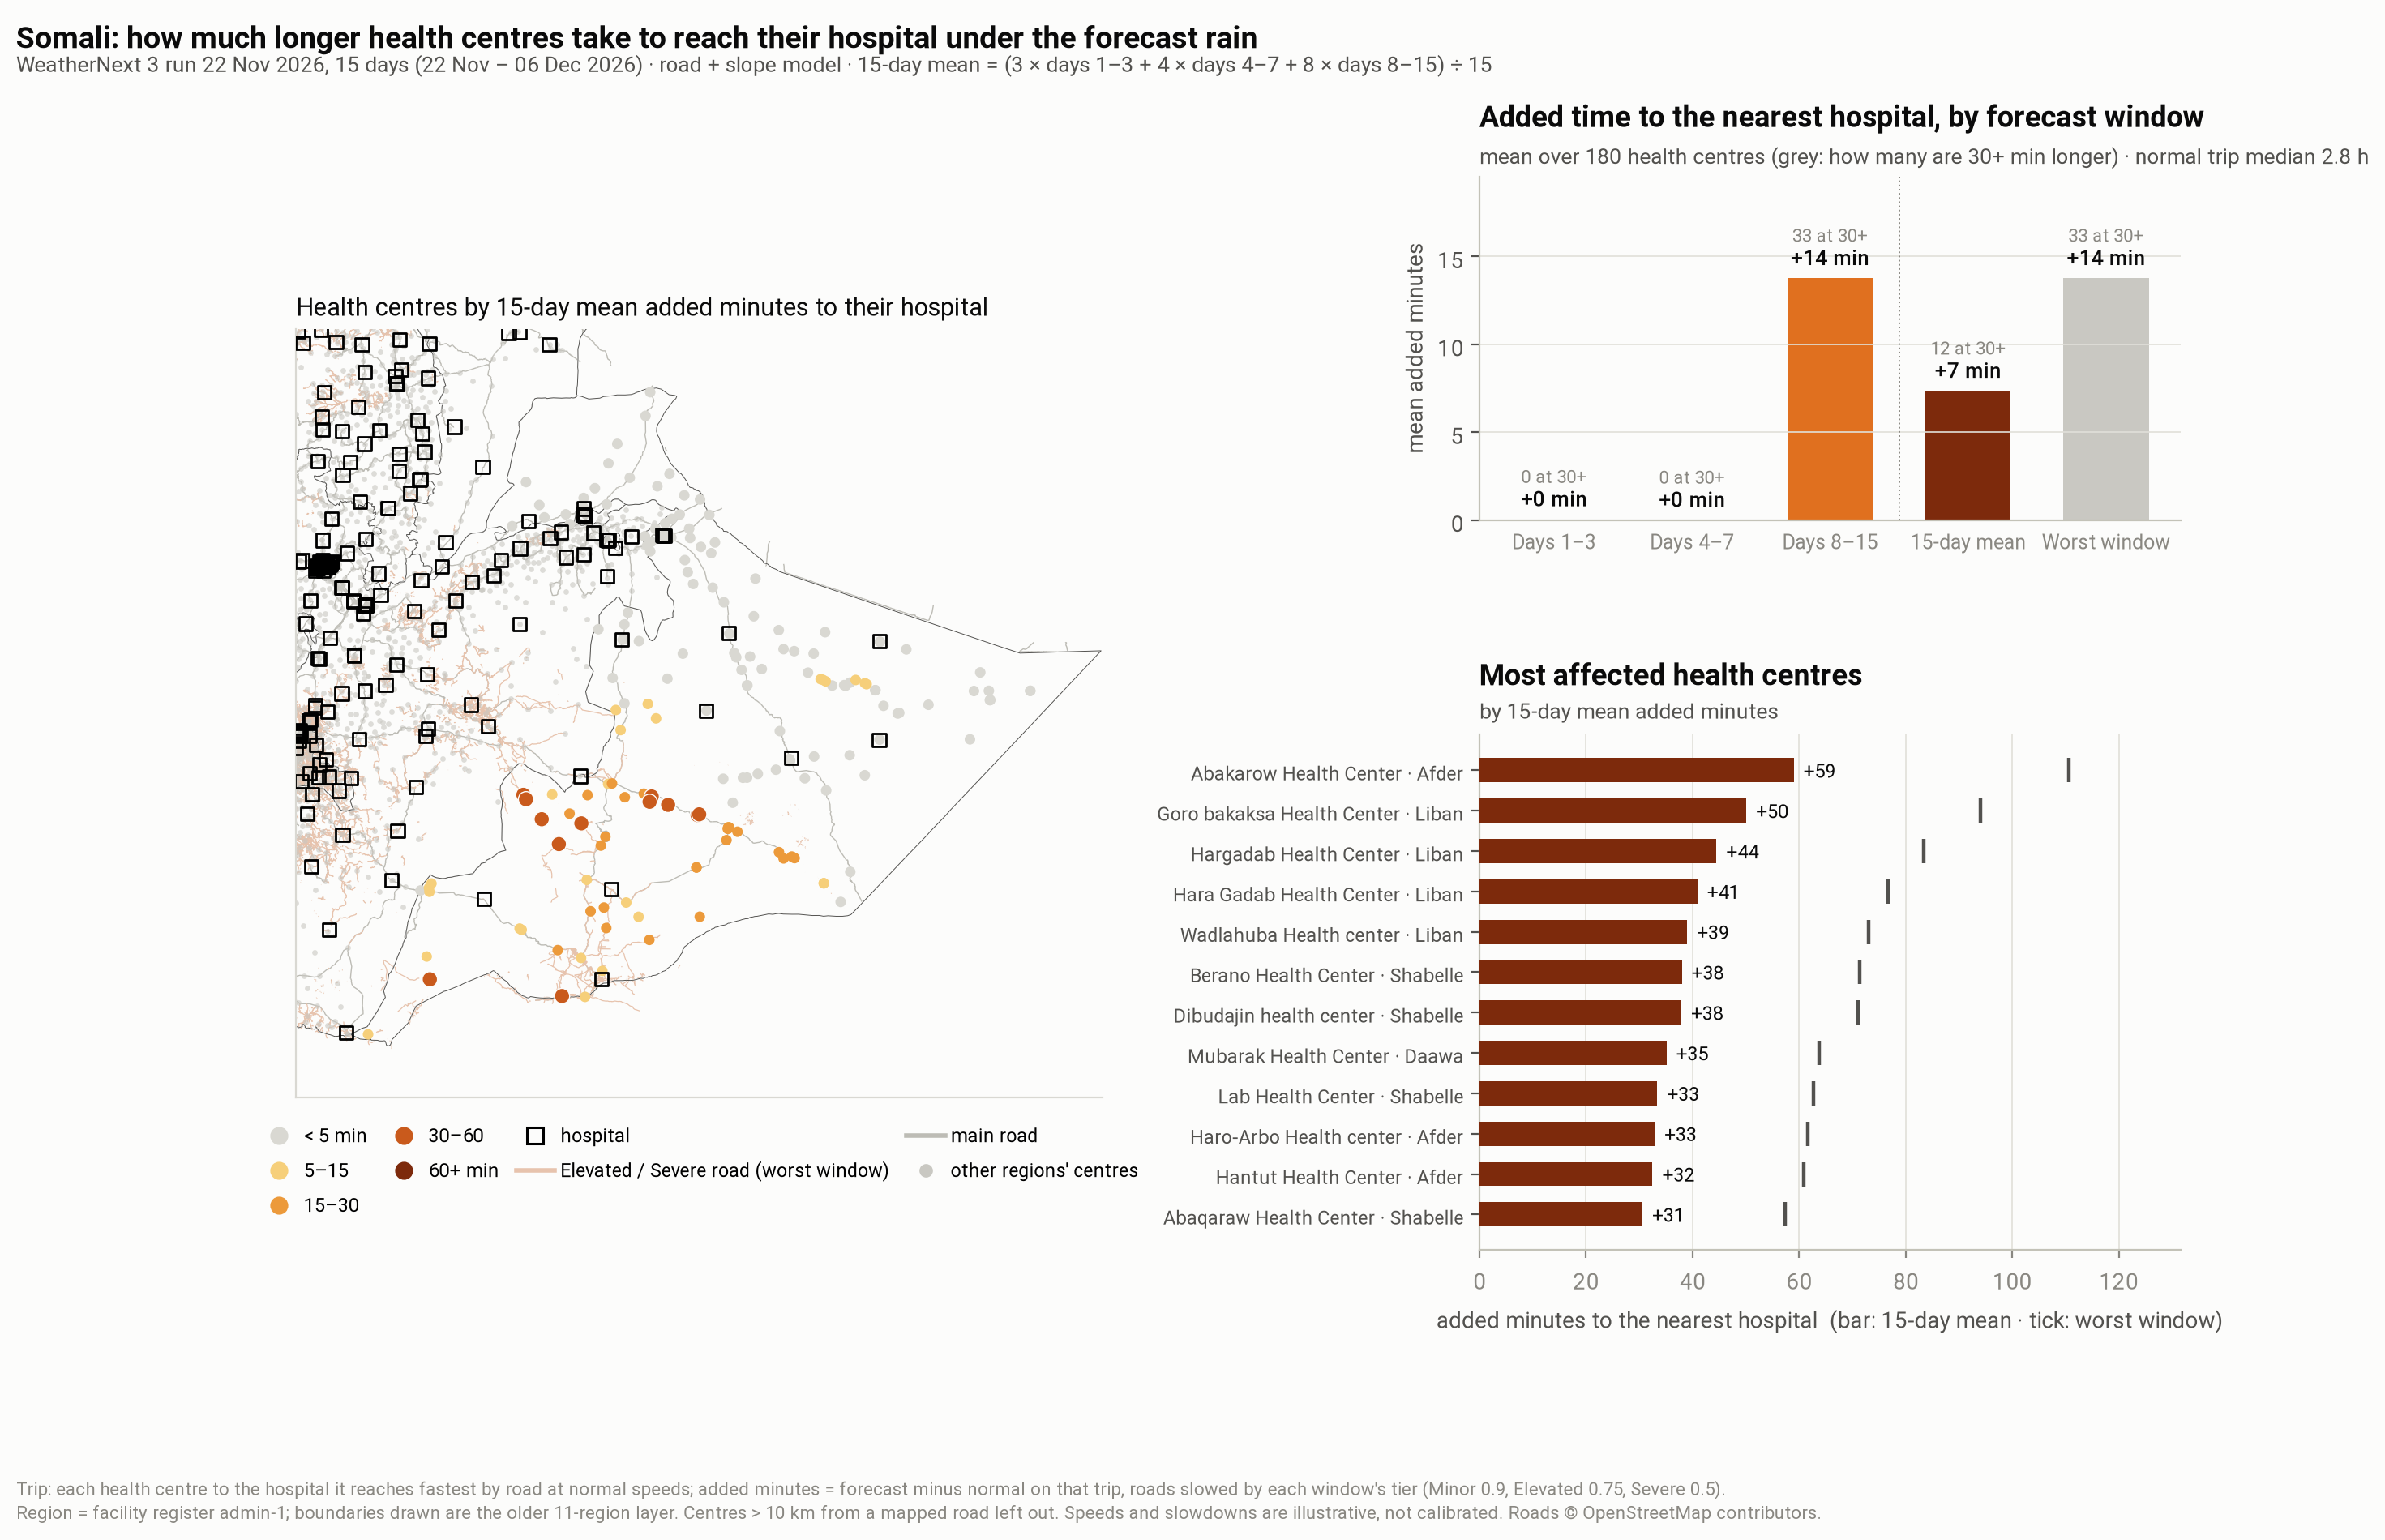 Somali: how much longer health centres take to reach their hospital under the forecast rain
WeatherNext 3 run 22 Nov 2026, 15 days (22 Nov – 06 Dec 2026) · road + slope model · 15-day mean = (3 × days 1–3 + 4 × days 4–7 + 8 × days 8–15) ÷ 15
Health centres by 15-day mean added minutes to their hospital
< 5 min
5–15
15–30
30–60
60+ min
hospital
Elevated / Severe road (worst window)
main road
other regions' centres
Added time to the nearest hospital, by forecast window
mean over 180 health centres (grey: how many are 30+ min longer) · normal trip median 2.8 h
mean added minutes
15
10
5
0
0 at 30+
+0 min
0 at 30+
+0 min
33 at 30+
+14 min
12 at 30+
+7 min
33 at 30+
+14 min
Days 1–3
Days 4–7
Days 8–15
15-day mean
Worst window
Most affected health centres
by 15-day mean added minutes
Abakarow Health Center · Afder +59
Goro bakaksa Health Center · Liban +50
Hargadab Health Center · Liban +44
Hara Gadab Health Center · Liban +41
Wadlahuba Health center · Liban +39
Berano Health Center · Shabelle +38
Dibudajin health center · Shabelle +38
Mubarak Health Center · Daawa +35
Lab Health Center · Shabelle +33
Haro-Arbo Health center · Afder +33
Hantut Health Center · Afder +32
Abaqaraw Health Center · Shabelle +31
0 20 40 60 80 100 120
added minutes to the nearest hospital (bar: 15-day mean · tick: worst window)
Trip: each health centre to the hospital it reaches fastest by road at normal speeds; added minutes = forecast minus normal on that trip, roads slowed by each window's tier (Minor 0.9, Elevated 0.75, Severe 0.5).
Region = facility register admin-1; boundaries drawn are the older 11-region layer. Centres > 10 km from a mapped road left out. Speeds and slowdowns are illustrative, not calibrated. Roads © OpenStreetMap contributors.